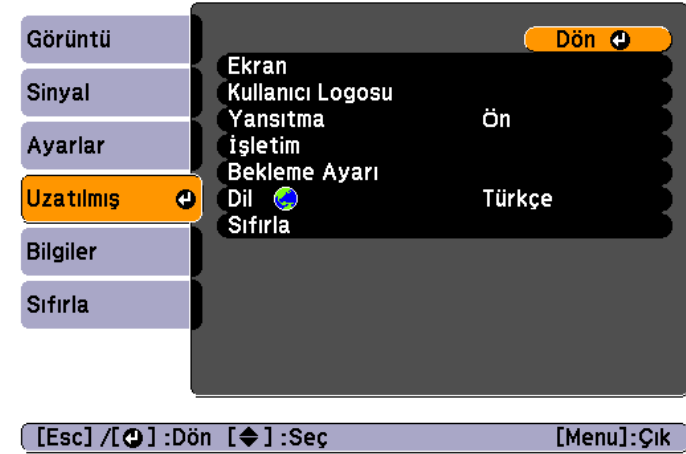 Görüntü
Sinyal
Ayarlar
Uzatılmış
Bilgiler
Sıfırla
Dön
Ekran
Kullanıcı Logosu
Yansıtma Ön
İşletim
Bekleme Ayarı
Dil Türkçe
Sıfırla
[Esc] /[ ] :Dön [ ] :Seç [Menu]:Çık